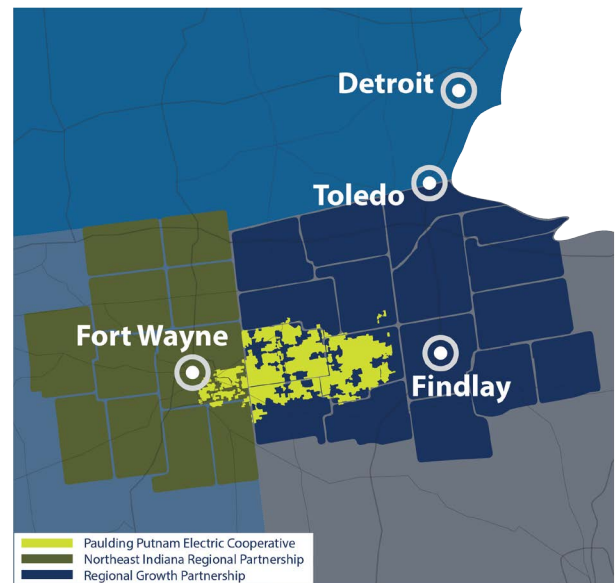 Detroit
Toledo
Fort Wayne
Findlay
Paulding Putnam Electric Cooperative
Northeast Indiana Regional Partnership
Regional Growth Partnership